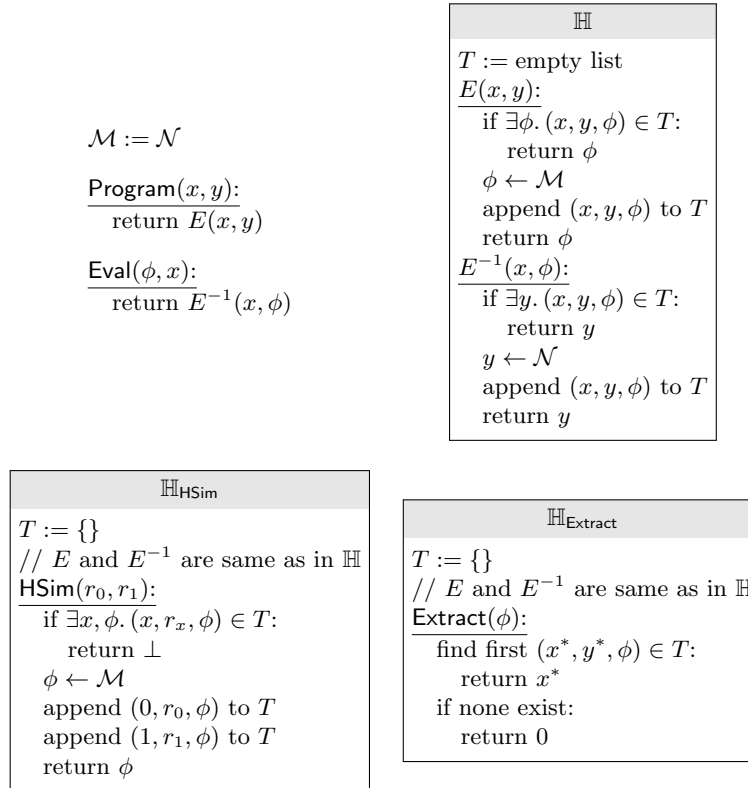 ℳ := 𝒩
Program(x, y):
return E(x, y)
Eval(ϕ, x):
return E⁻¹(x, ϕ)
ℍ
T := empty list
E(x, y):
if ∃ϕ. (x, y, ϕ) ∈ T:
return ϕ
ϕ ← ℳ
append (x, y, ϕ) to T
return ϕ
E⁻¹(x, ϕ):
if ∃y. (x, y, ϕ) ∈ T:
return y
y ← 𝒩
append (x, y, ϕ) to T
return y
ℍ_HSim
T := {}
// E and E⁻¹ are same as in ℍ
HSim(r₀, r₁):
if ∃x, ϕ. (x, rₓ, ϕ) ∈ T:
return ⊥
ϕ ← ℳ
append (0, r₀, ϕ) to T
append (1, r₁, ϕ) to T
return ϕ
ℍ_Extract
T := {}
// E and E⁻¹ are same as in ℍ
Extract(ϕ):
find first (x*, y*, ϕ) ∈ T:
return x*
if none exist:
return 0